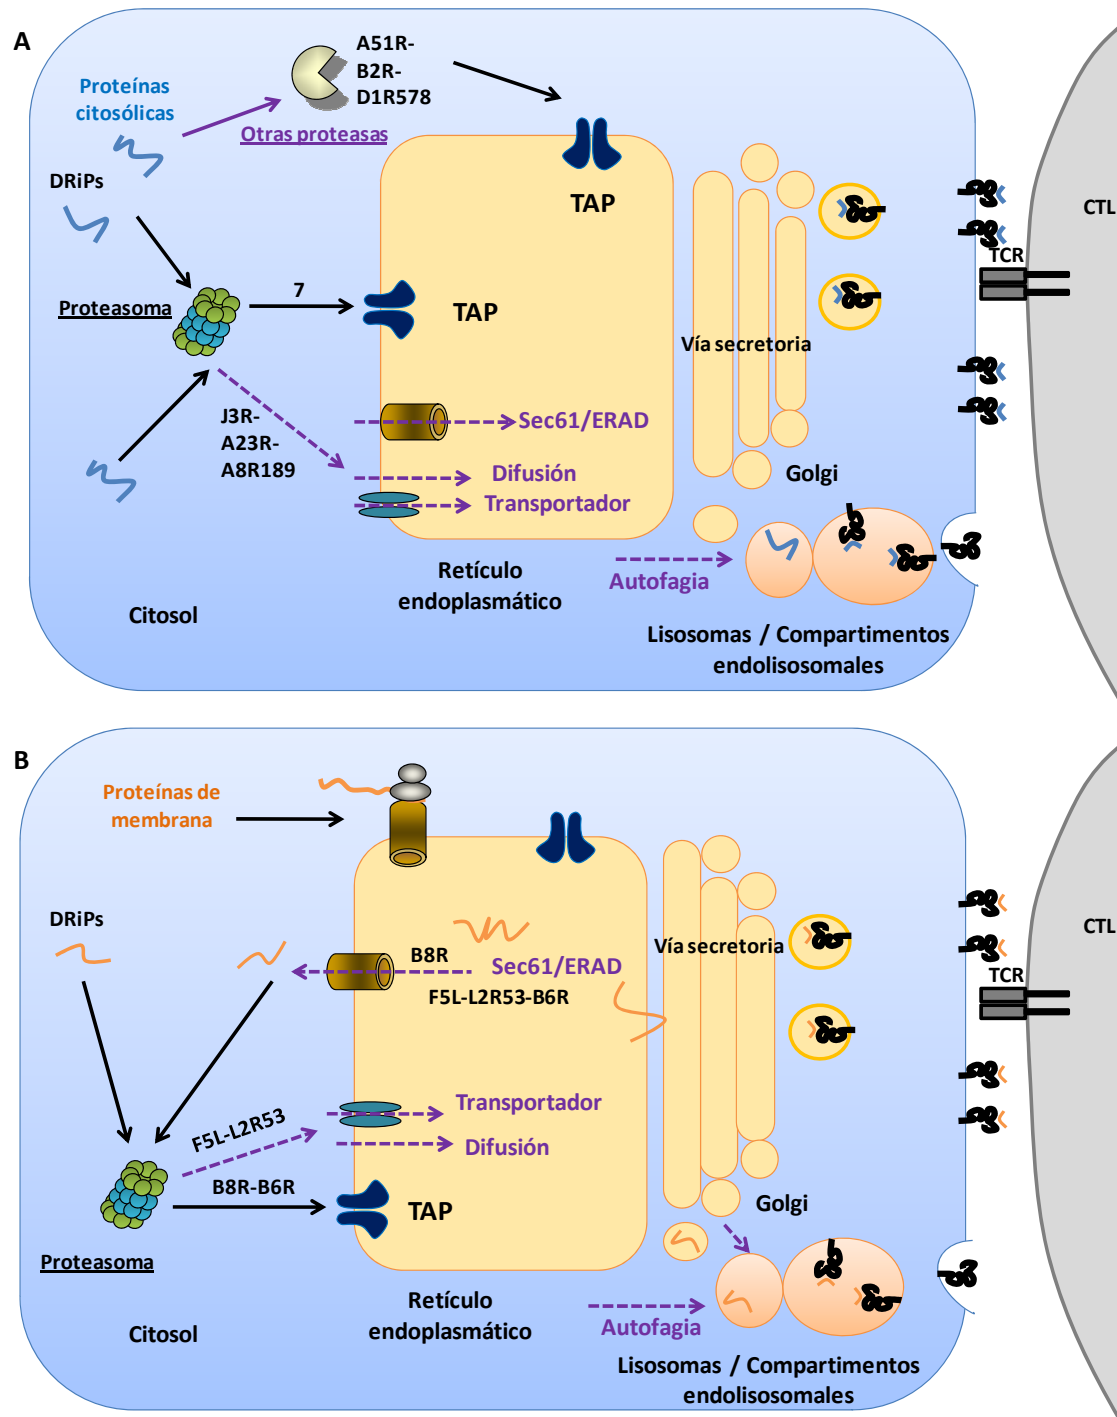 A
A51R-
B2R-
D1R578
Proteínas
citosólicas
Otras proteasas
DRiPs
TAP
CTL
TCR
Proteasoma
7
TAP
Vía secretoria
J3R-
A23R-
A8R189
Sec61/ERAD
Difusión
Transportador
Golgi
Retículo
endoplasmático
Autofagia
Citosol
Lisosomas / Compartimentos
endolisosomales
B
Proteínas de
membrana
DRiPs
B8R
Sec61/ERAD
F5L-L2R53-B6R
Vía secretoria
CTL
TCR
F5L-L2R53
Transportador
Difusión
B8R-B6R
TAP
Golgi
Proteasoma
Retículo
endoplasmático
Citosol
Autofagia
Lisosomas / Compartimentos
endolisosomales